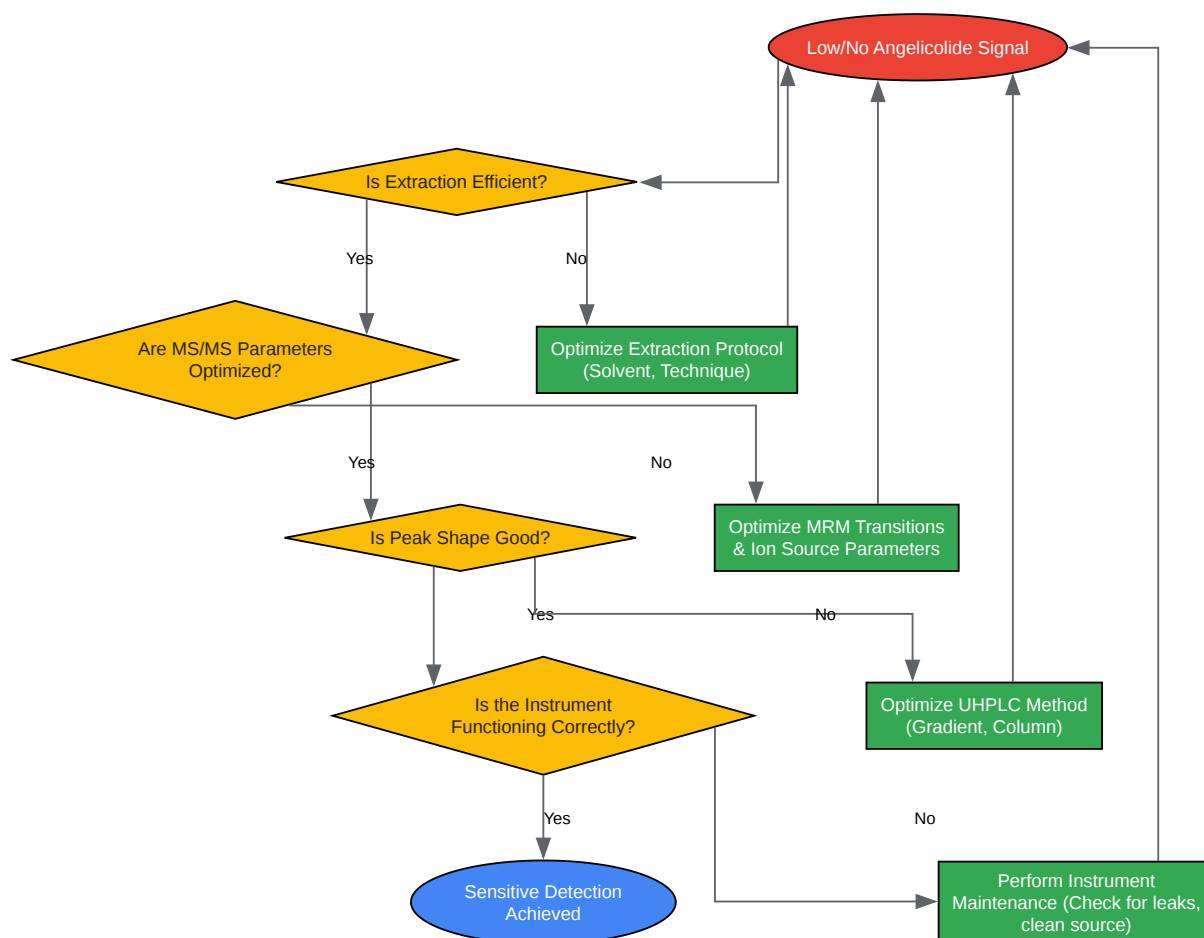 Low/No Angelicolide Signal
Is Extraction Efficient?
Yes
No
Are MS/MS Parameters
Optimized?
Optimize Extraction Protocol
(Solvent, Technique)
Yes
No
Is Peak Shape Good?
Optimize MRM Transitions
& Ion Source Parameters
Yes
No
Is the Instrument
Functioning Correctly?
Optimize UHPLC Method
(Gradient, Column)
Yes
No
Sensitive Detection
Achieved
Perform Instrument
Maintenance (Check for leaks,
clean source)